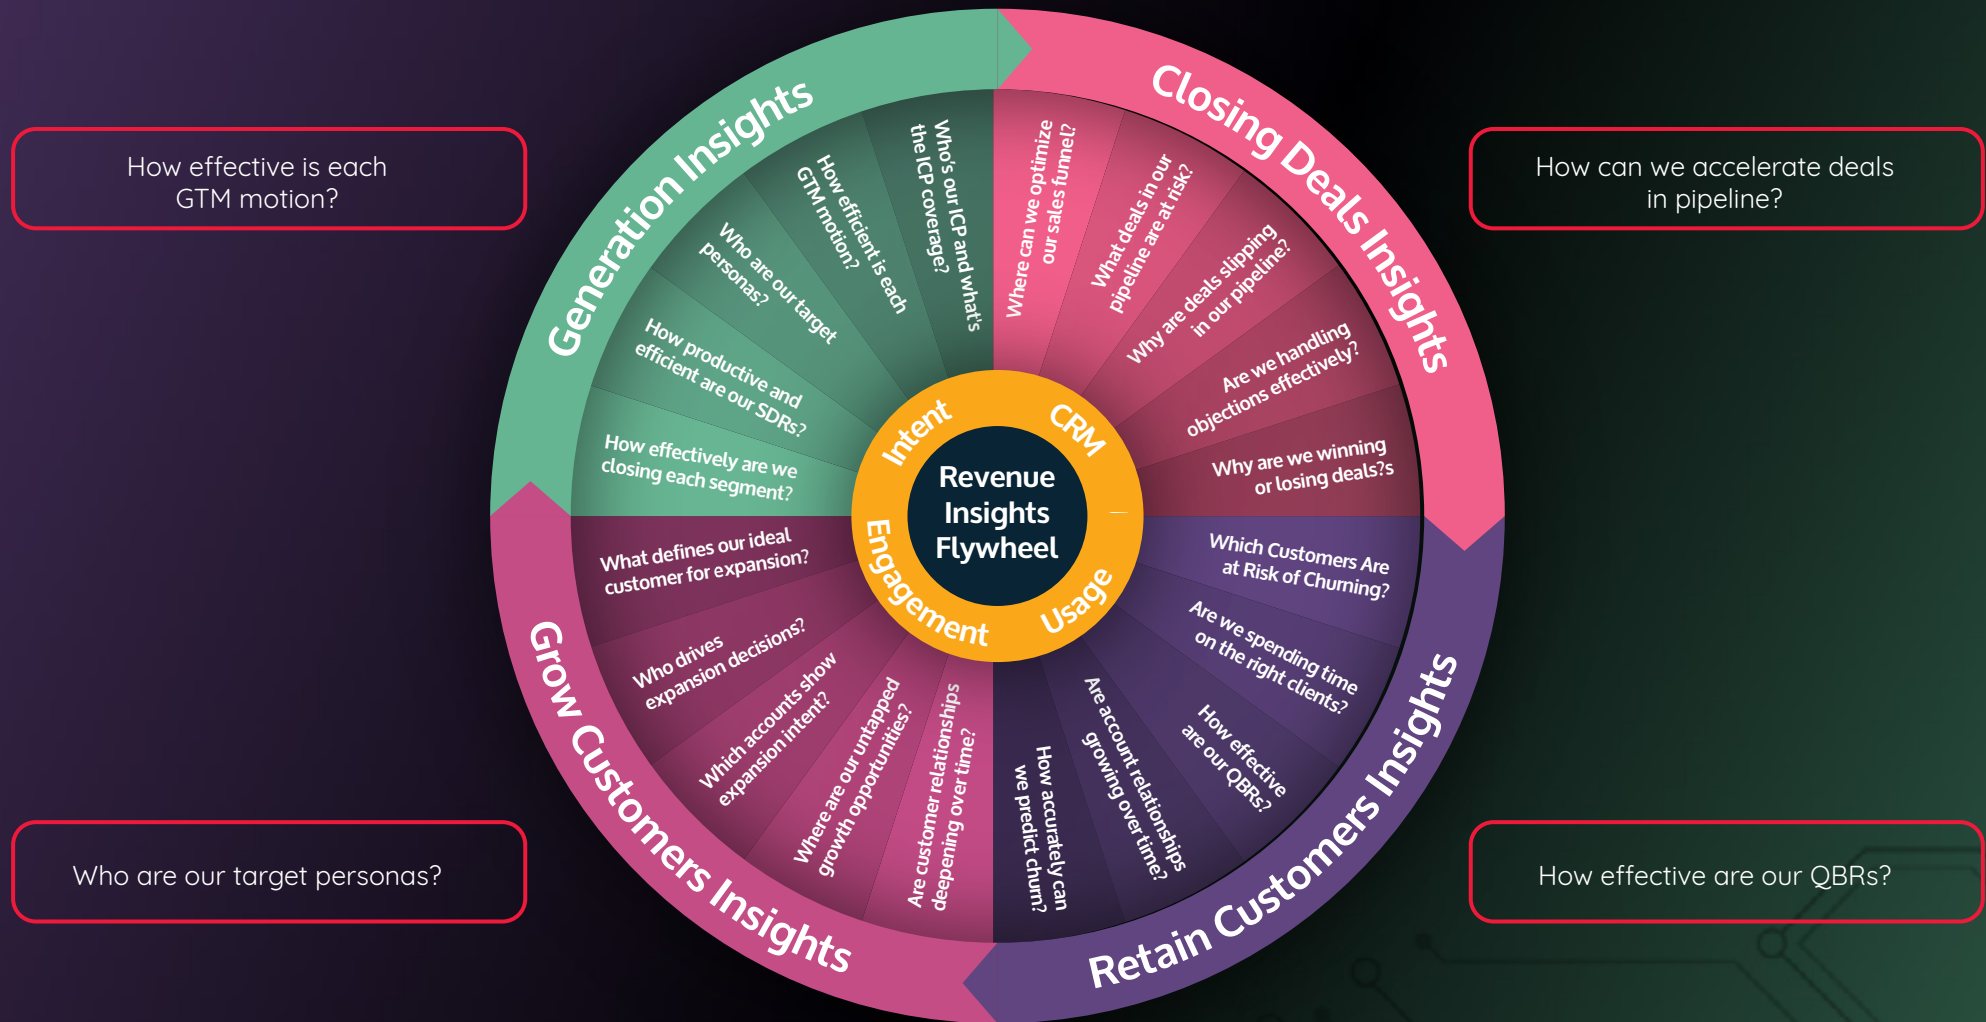 How effective is each
GTM motion?
Who are our target personas?
Generation Insights
How effectively are we
closing each segment?
How productive and
efficient are our SDRs?
Who are our target
personas?
How efficient is each
GTM motion?
Who's our ICP and what's
the ICP coverage?
Closing Deals Insights
Where can we optimize
our sales funnel?
What deals in our
pipeline are at risk?
Why are deals slipping
in our pipeline?
Are we handling
objections effectively?
Why are we winning
or losing deals?s
Retain Customers Insights
Which Customers Are
at Risk of Churning?
Are we spending time
on the right clients?
How effective
are our QBRs?
Are account relationships
growing over time?
How accurately can
we predict churn?
Grow Customers Insights
Are customer relationships
deepening over time?
Where are our untapped
growth opportunities?
Which accounts show
expansion intent?
Who drives
expansion decisions?
What defines our ideal
customer for expansion?
Intent
CRM
Usage
Engagement
Revenue
Insights
Flywheel
How can we accelerate deals
in pipeline?
How effective are our QBRs?